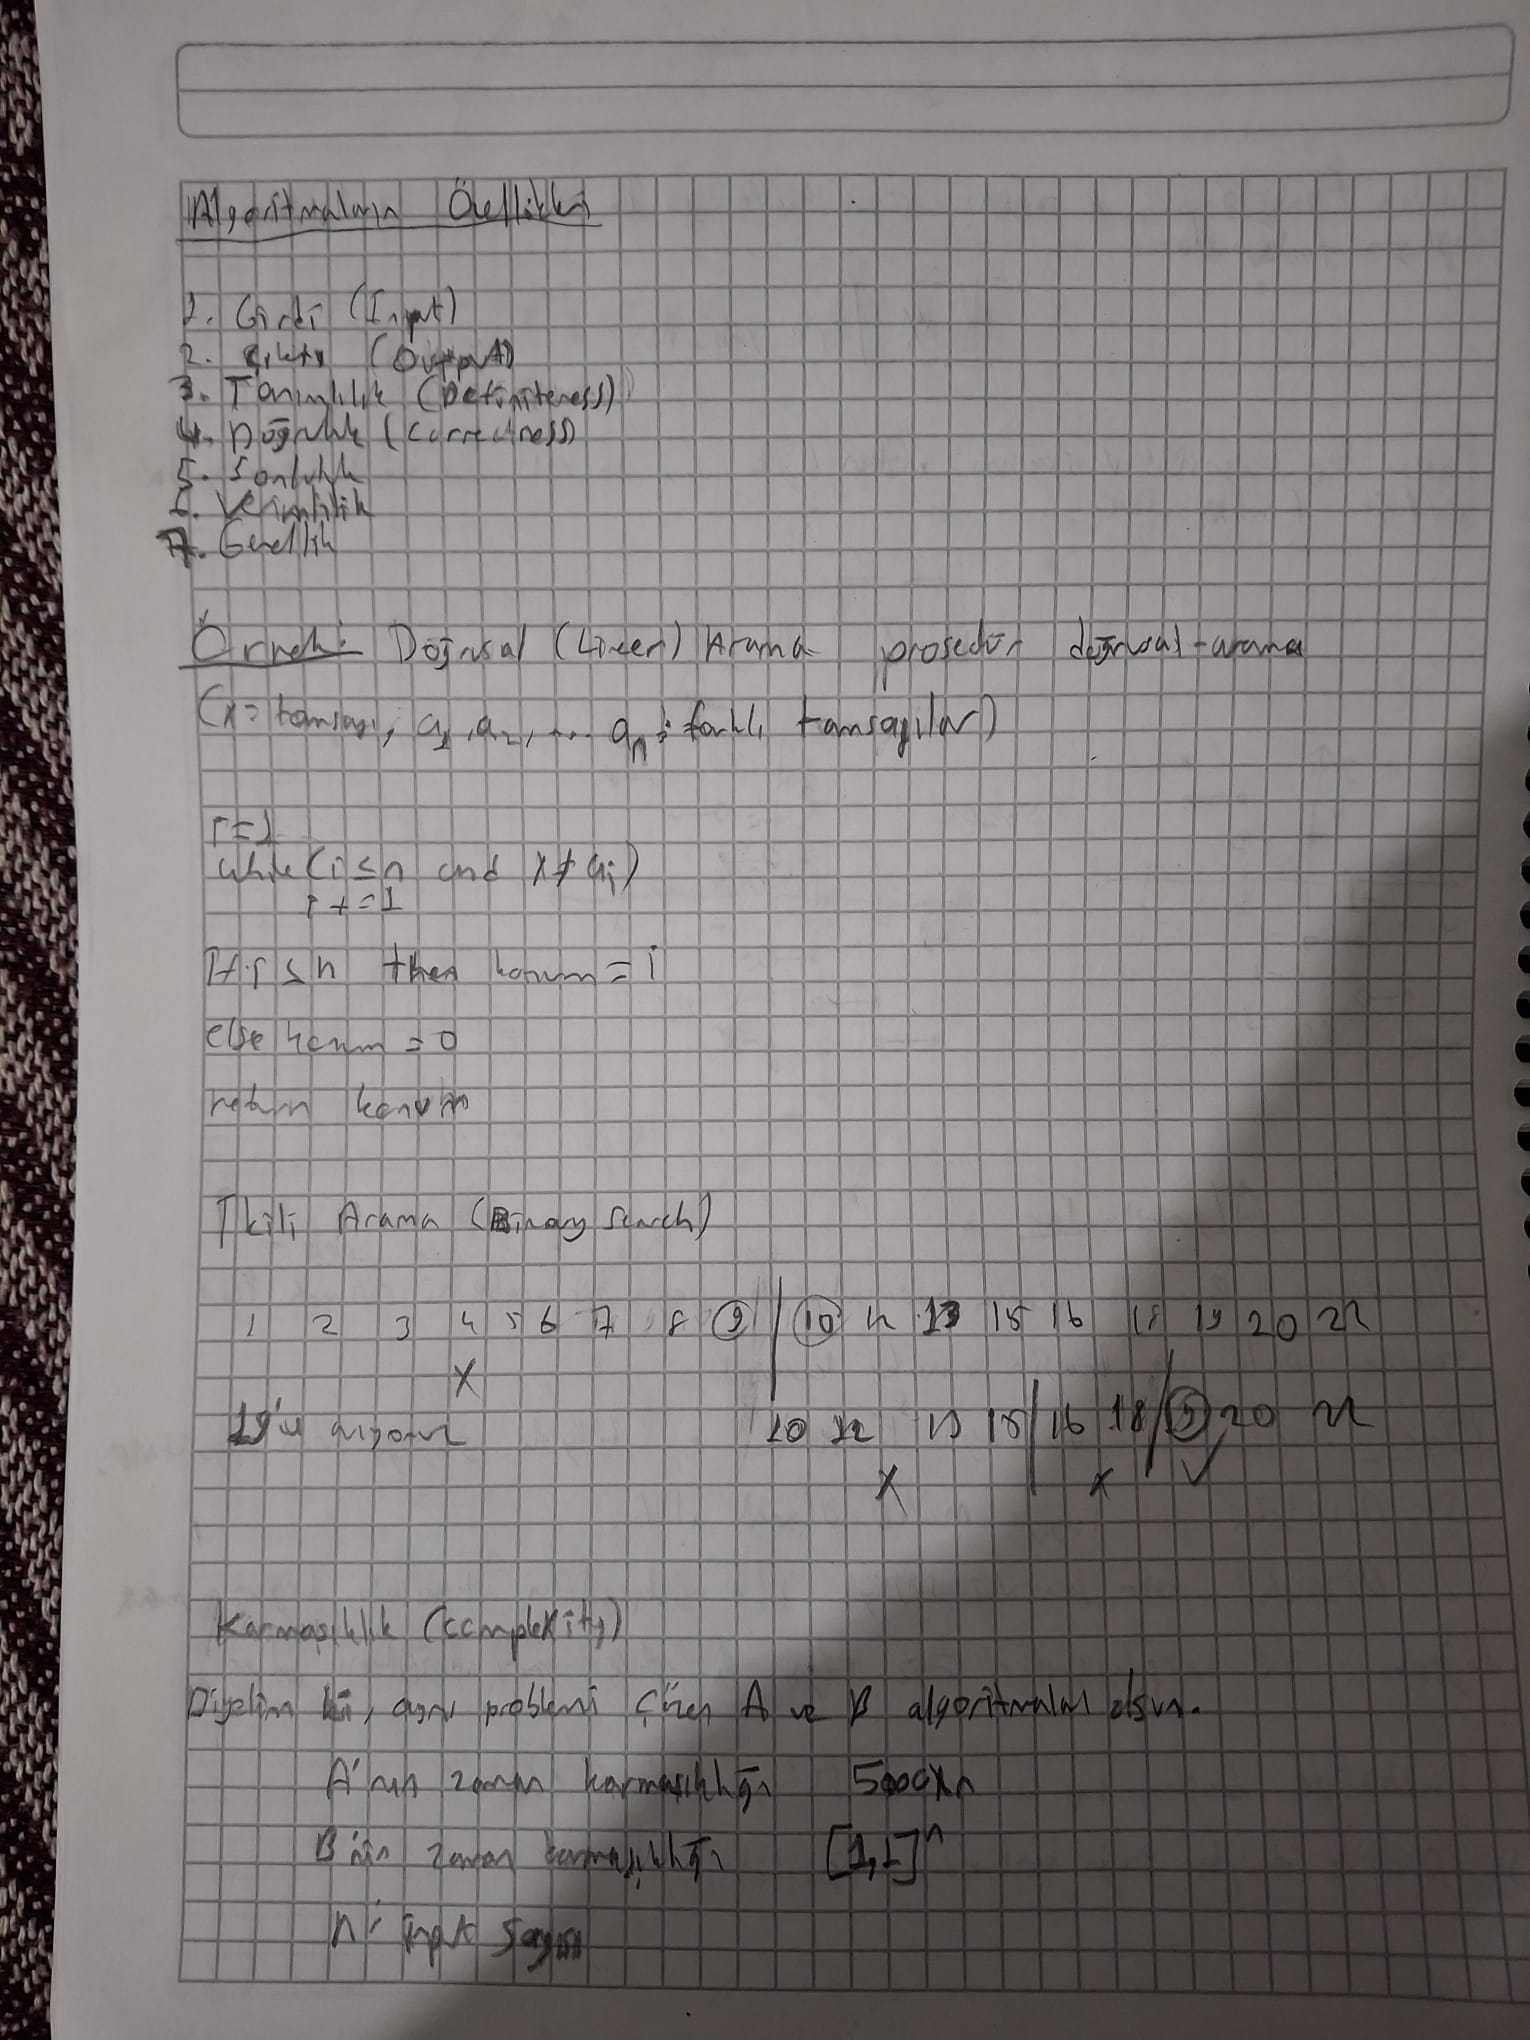 Algoritmaların Özellikleri
1. Girdi (Input)
2. Çıktı (Output)
3. Tanımlılık (Definiteness)
4. Doğruluk (Correctness)
5. Sonluluk
6. Verimlilik
7. Genellik
Örnek: Doğrusal (Lineer) Arama prosedür doğrusal-arama
(x = tamsayı, a1, a2, ... an : farklı tamsayılar)
i=1
while (i ≤ n and x ≠ ai)
i += 1
If i ≤ n then konum = i
else konum = 0
return konum
İkili Arama (Binary Search)
1 2 3 4 5 6 7 8 9 / 10 12 13 15 16 18 19 20 22
X
19'u arıyoruz 10 12 13 15 / 16 18 / 19 20 22
X X ✓
Karmaşıklık (complexity)
Diyelim ki, aynı problemi çözen A ve B algoritmaları olsun.
A'nın zaman karmaşıklığı 5000xn
B'nin zaman karmaşıklığı [1,1]^n
n: input sayısı